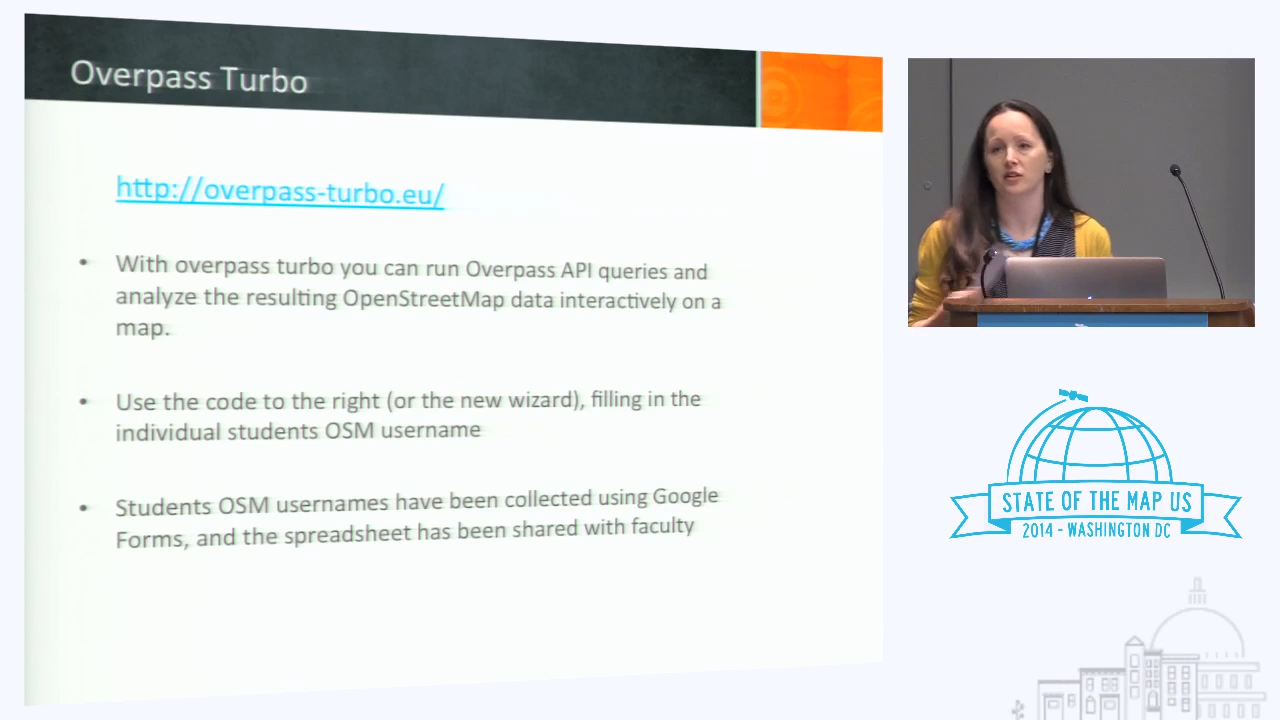 Overpass Turbo
http://overpass-turbo.eu/
• With overpass turbo you can run Overpass API queries and
analyze the resulting OpenStreetMap data interactively on a
map.
• Use the code to the right (or the new wizard), filling in the
individual students OSM username
• Students OSM usernames have been collected using Google
Forms, and the spreadsheet has been shared with faculty
STATE OF THE MAP US
2014 - WASHINGTON DC